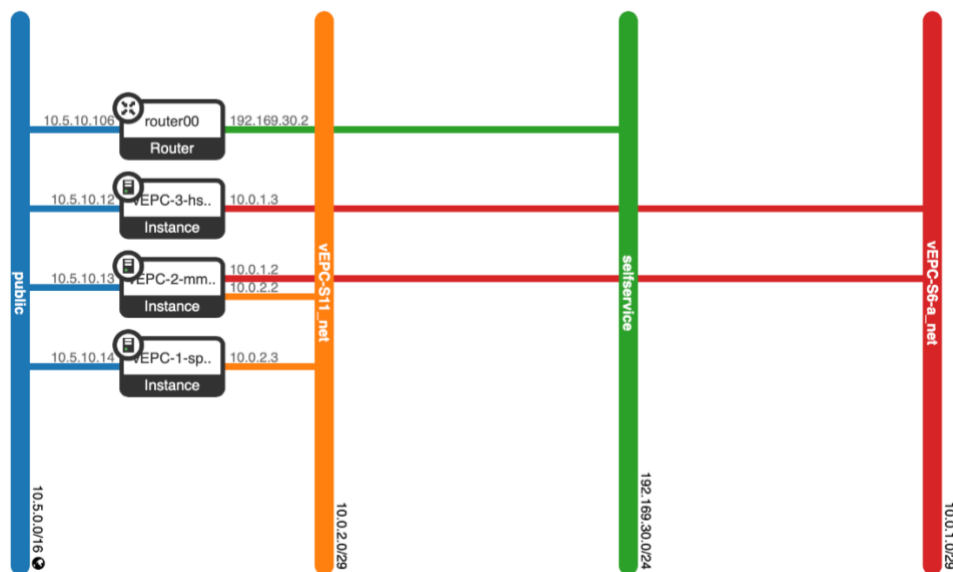 10.5.10.106
router00
192.169.30.2
Router
10.5.10.12
vEPC-3-hs..
10.0.1.3
Instance
10.5.10.13
vEPC-2-mm..
10.0.1.2
10.0.2.2
Instance
10.5.10.14
vEPC-1-sp..
10.0.2.3
Instance
public
10.5.0.0/16
vEPC-S11_net
10.0.2.0/29
selfservice
192.169.30.0/24
vEPC-S6-a_net
10.0.1.0/29